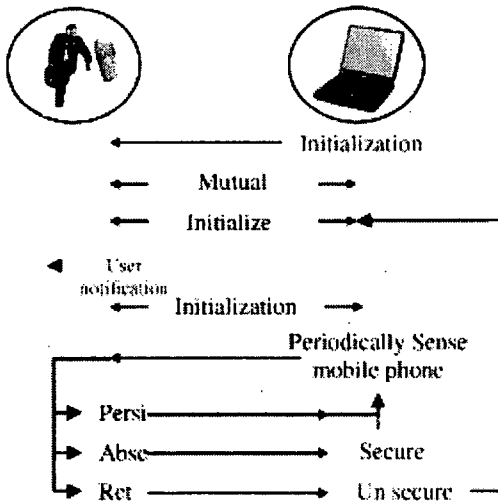 Initialization
Mutual
Initialize
User
notification
Initialization
Periodically Sense
mobile phone
Persi
Abse
Secure
Ret
Un secure